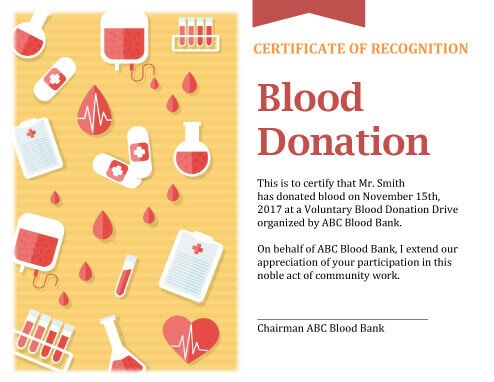 CERTIFICATE OF RECOGNITION
Blood
Donation
This is to certify that Mr. Smith
has donated blood on November 15th,
2017 at a Voluntary Blood Donation Drive
organized by ABC Blood Bank.
On behalf of ABC Blood Bank, I extend our
appreciation of your participation in this
noble act of community work.
Chairman ABC Blood Bank